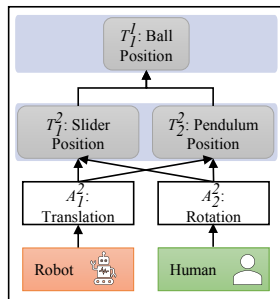 T₁¹: Ball
Position
T₁²: Slider
Position
T₂²: Pendulum
Position
A₁²:
Translation
A₂²:
Rotation
Robot
Human